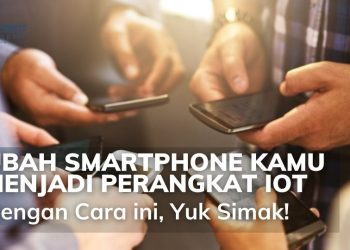 UBAH SMARTPHONE KAMU
MENJADI PERANGKAT IOT
Dengan Cara ini, Yuk Simak!